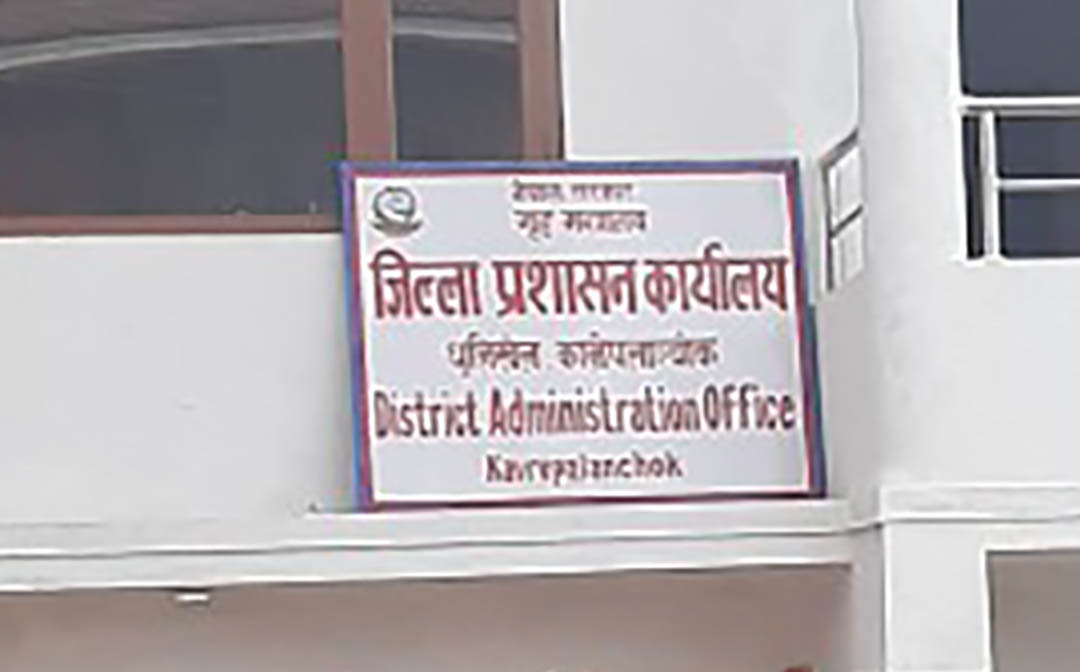 नेपाल सरकार
गृह मन्त्रालय
जिल्ला प्रशासन कार्यालय
धुलिखेल काभ्रेपलाञ्चोक
District Administration Office
Kavrepalanchok